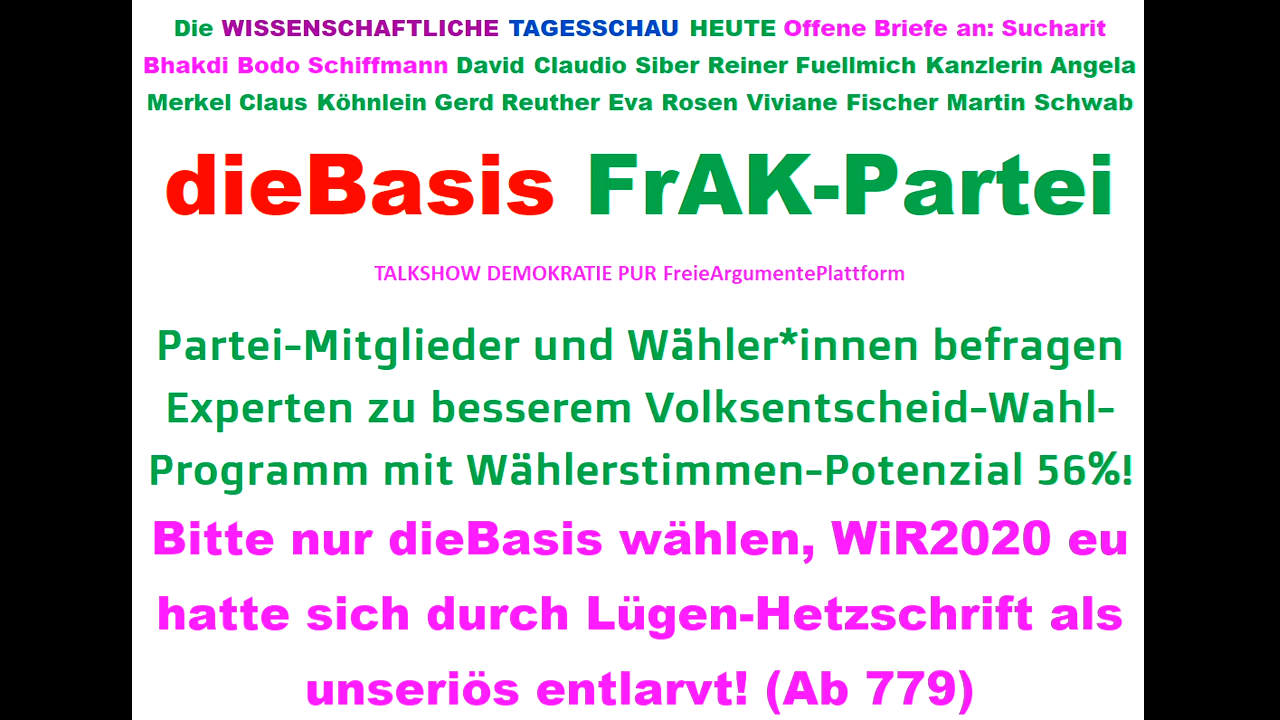 Die WISSENSCHAFTLICHE TAGESSCHAU HEUTE Offene Briefe an: Sucharit
Bhakdi Bodo Schiffmann David Claudio Siber Reiner Fuellmich Kanzlerin Angela
Merkel Claus Köhnlein Gerd Reuther Eva Rosen Viviane Fischer Martin Schwab
dieBasis FrAK-Partei
TALKSHOW DEMOKRATIE PUR FreieArgumentePlattform
Partei-Mitglieder und Wähler*innen befragen
Experten zu besserem Volksentscheid-Wahl-
Programm mit Wählerstimmen-Potenzial 56%!
Bitte nur dieBasis wählen, WiR2020 eu
hatte sich durch Lügen-Hetzschrift als
unseriös entlarvt! (Ab 779)